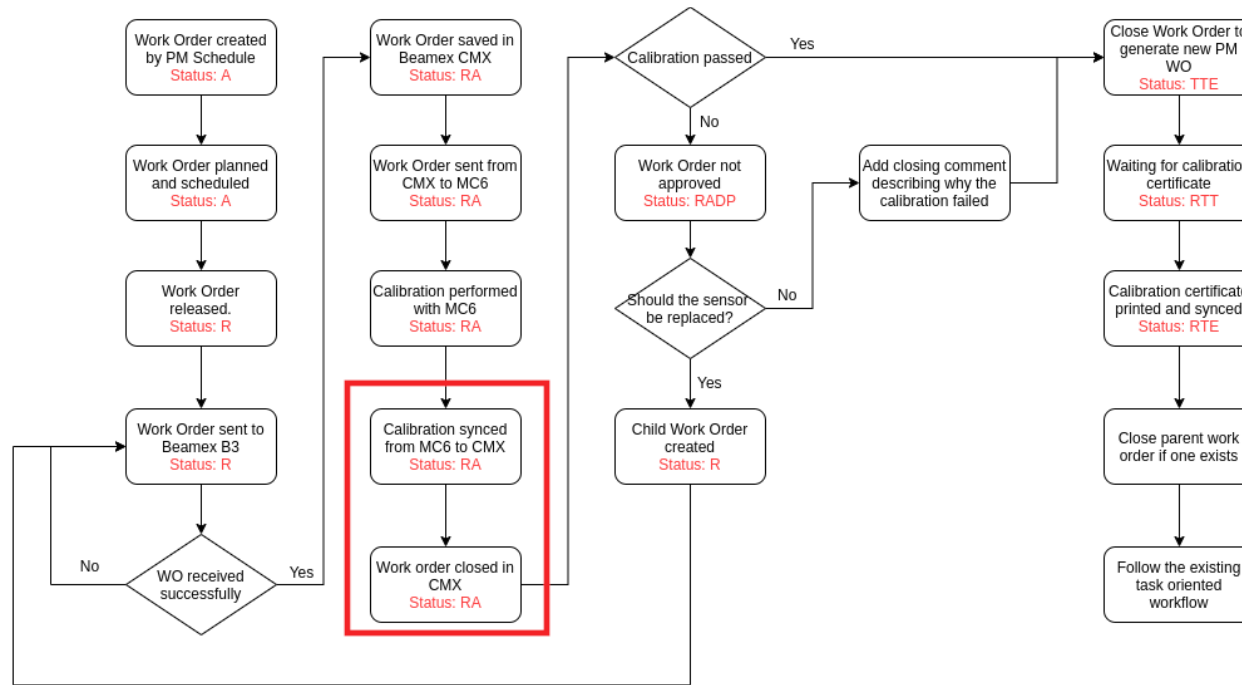 Work Order created
by PM Schedule
Status: A
Work Order planned
and scheduled
Status: A
Work Order
released.
Status: R
Work Order sent to
Beamex B3
Status: R
WO received
successfully
No
Yes
Work Order saved in
Beamex CMX
Status: RA
Work Order sent from
CMX to MC6
Status: RA
Calibration performed
with MC6
Status: RA
Calibration synced
from MC6 to CMX
Status: RA
Work order closed in
CMX
Status: RA
Calibration passed
Yes
No
Work Order not
approved
Status: RADP
Should the sensor
be replaced?
No
Yes
Child Work Order
created
Status: R
Add closing comment
describing why the
calibration failed
Close Work Order to
generate new PM
WO
Status: TTE
Waiting for calibration
certificate
Status: RTT
Calibration certificate
printed and synced
Status: RTE
Close parent work
order if one exists
Follow the existing
task oriented
workflow